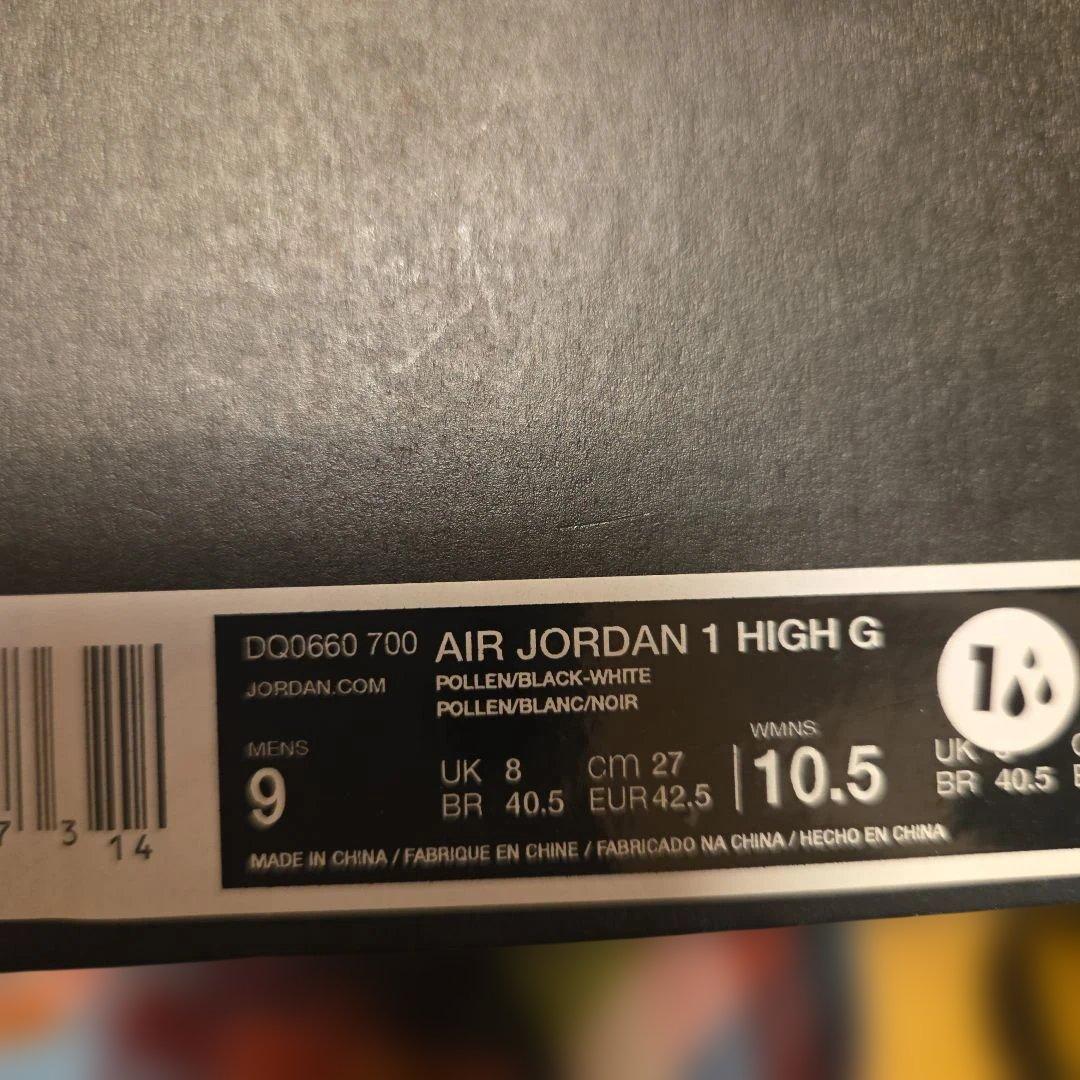 DQ0660 700 AIR JORDAN 1 HIGH G
JORDAN.COM POLLEN/BLACK-WHITE
POLLEN/BLANC/NOIR
MENS WMNS
9 UK 8 cm 27 10.5 UK
BR 40.5 EUR 42.5 BR 40.5
MADE IN CHINA / FABRIQUE EN CHINE / FABRICADO NA CHINA / HECHO EN CHINA
7 3 14
1